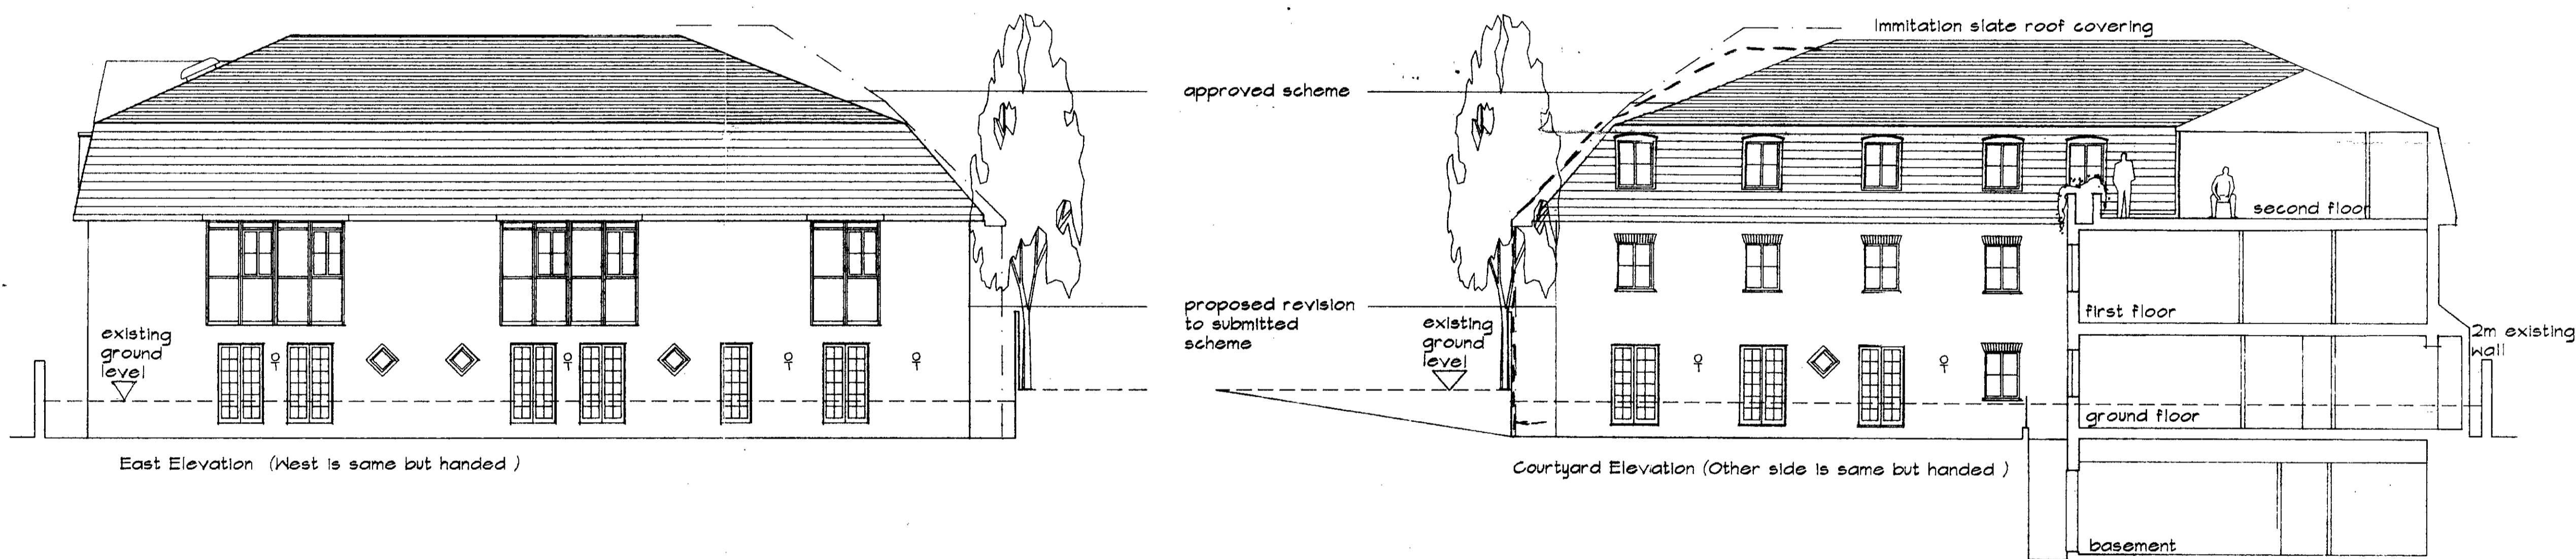 Immitation slate roof covering
approved scheme
second floor
proposed revision
to submitted
scheme
existing
ground
level
existing
ground
level
first floor
2m existing
wall
ground floor
East Elevation (West is same but handed )
Courtyard Elevation (Other side is same but handed )
basement